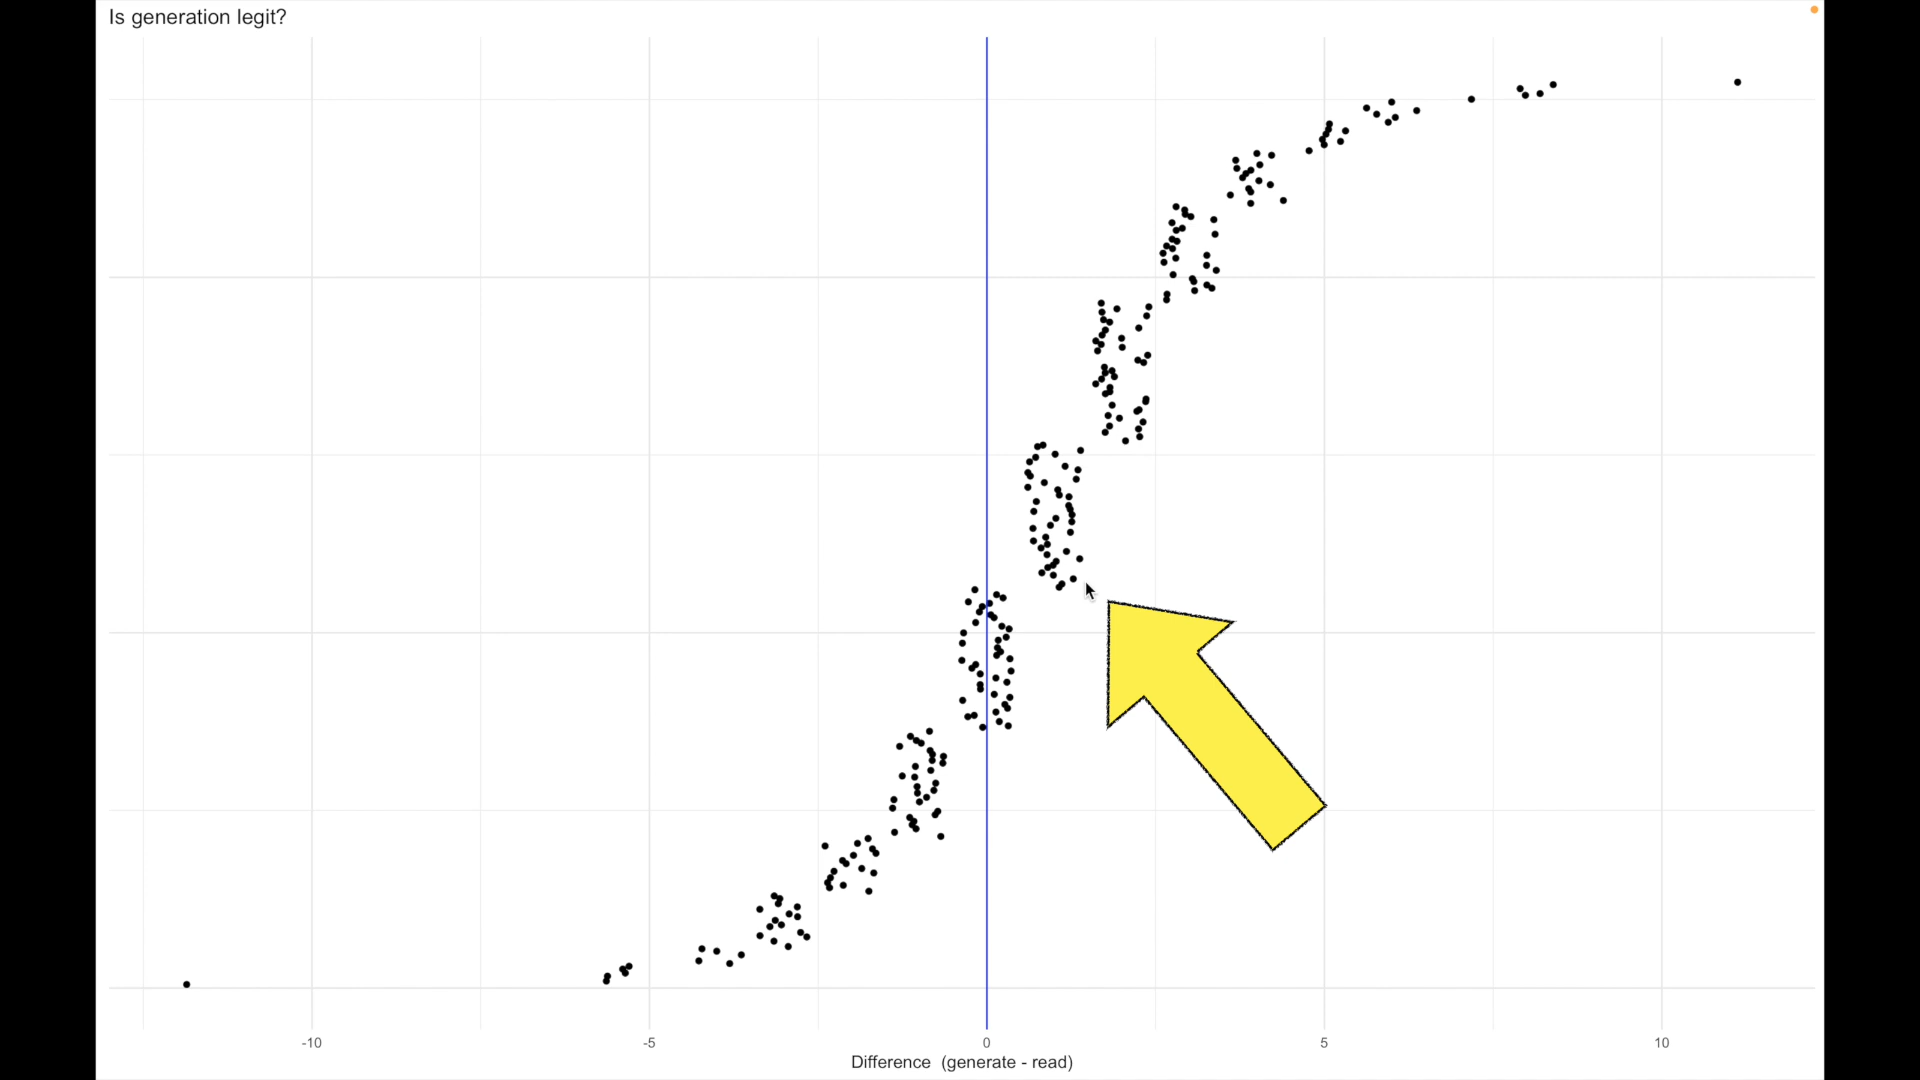 Is generation legit?
-10 -5 0 5 10
Difference (generate - read)